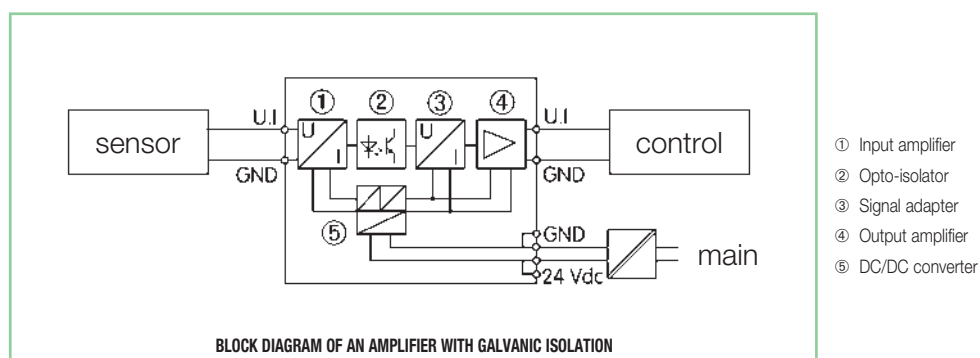 ① ② ③ ④
U.I U I U I U.I
sensor control
GND GND
⑤
GND
main
24 Vdc
BLOCK DIAGRAM OF AN AMPLIFIER WITH GALVANIC ISOLATION
① Input amplifier
② Opto-isolator
③ Signal adapter
④ Output amplifier
⑤ DC/DC converter